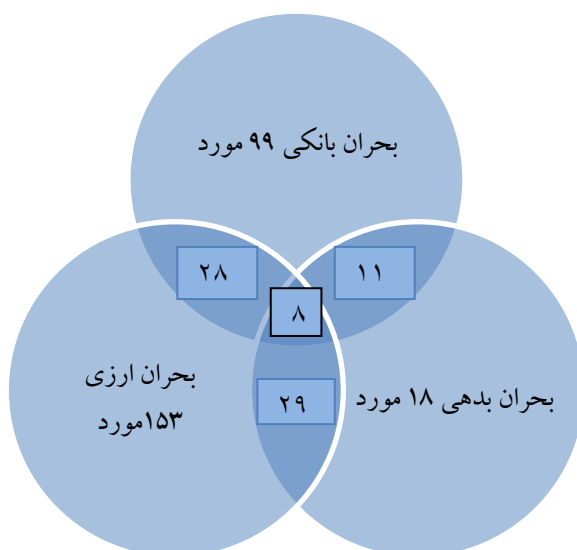 بحران بانکی ۹۹ مورد
۲۸
۱۱
۸
بحران ارزی
۱۵۳مورد
۲۹
بحران بدهی ۱۸ مورد